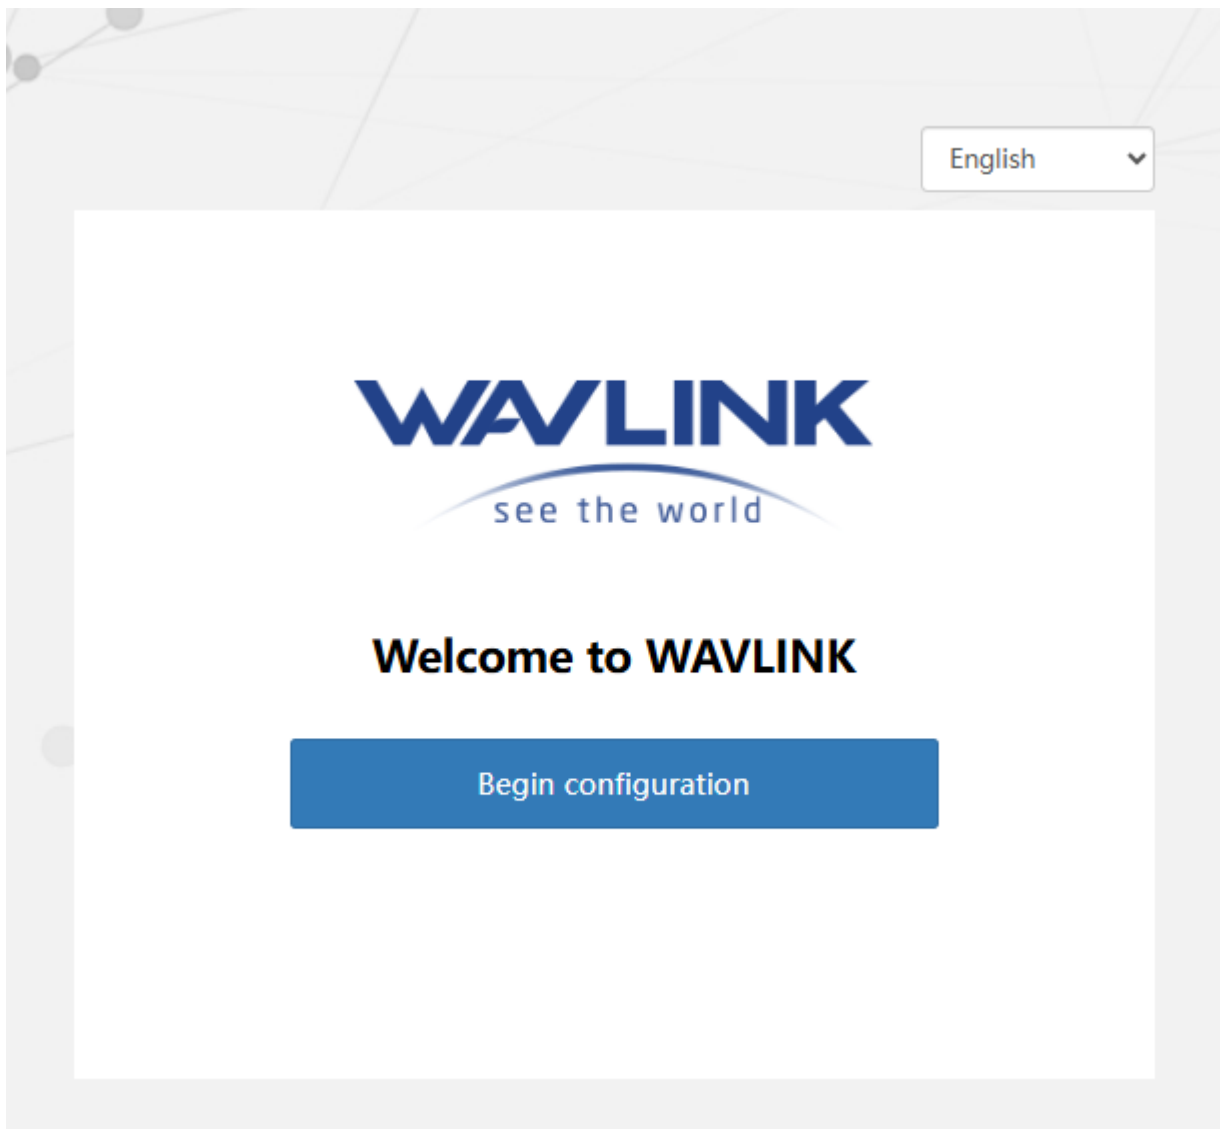 English
WAVLINK
see the world
Welcome to WAVLINK
Begin configuration